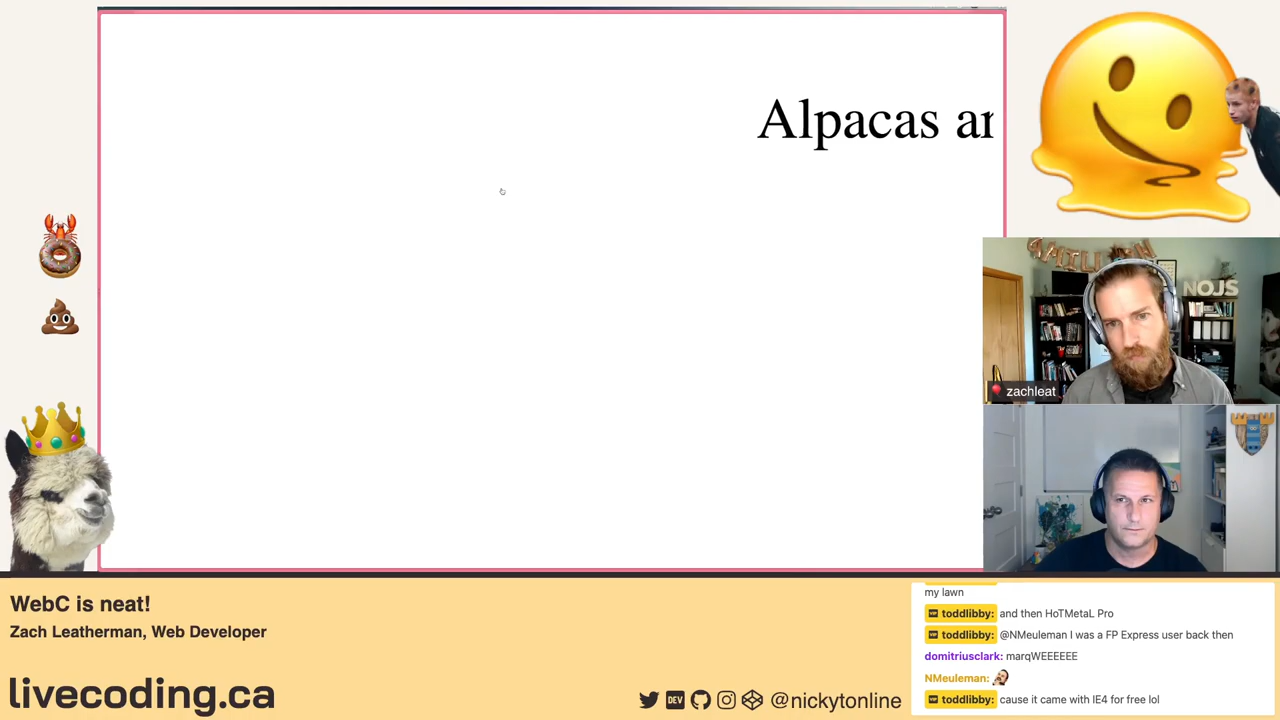 Alpacas ar
NOJS
zachleat
WebC is neat!
Zach Leatherman, Web Developer
livecoding.ca
DEV
@nickytonline
my lawn
toddlibby: and then HoTMetaL Pro
toddlibby: @NMeuleman I was a FP Express user back then
domitriusclark: marqWEEEEEE
NMeuleman:
toddlibby: cause it came with IE4 for free lol